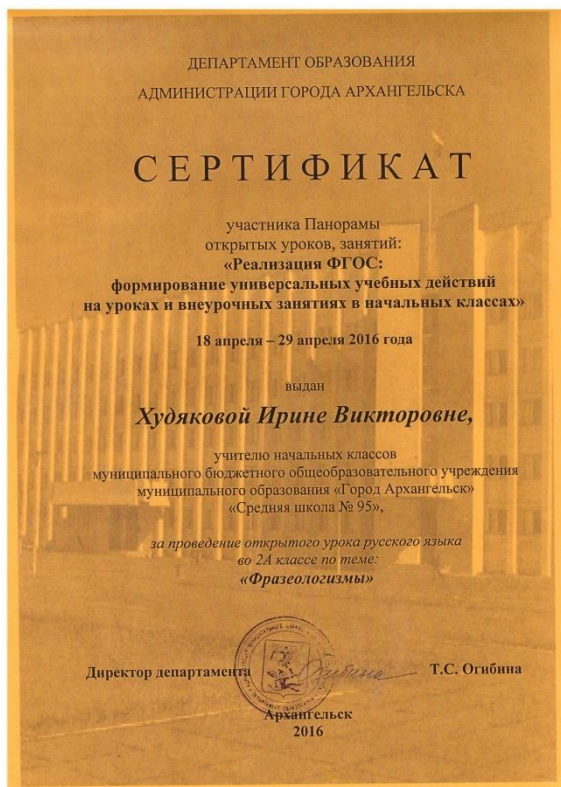 ДЕПАРТАМЕНТ ОБРАЗОВАНИЯ
АДМИНИСТРАЦИИ ГОРОДА АРХАНГЕЛЬСКА
СЕРТИФИКАТ
участника Панорамы
открытых уроков, занятий:
«Реализация ФГОС:
формирование универсальных учебных действий
на уроках и внеурочных занятиях в начальных классах»
18 апреля – 29 апреля 2016 года
выдан
Худяковой Ирине Викторовне,
учителю начальных классов
муниципального бюджетного общеобразовательного учреждения
муниципального образования «Город Архангельск»
«Средняя школа № 95»,
за проведение открытого урока русского языка
во 2А классе по теме:
«Фразеологизмы»
Директор департамента Т.С. Огибина
Архангельск
2016